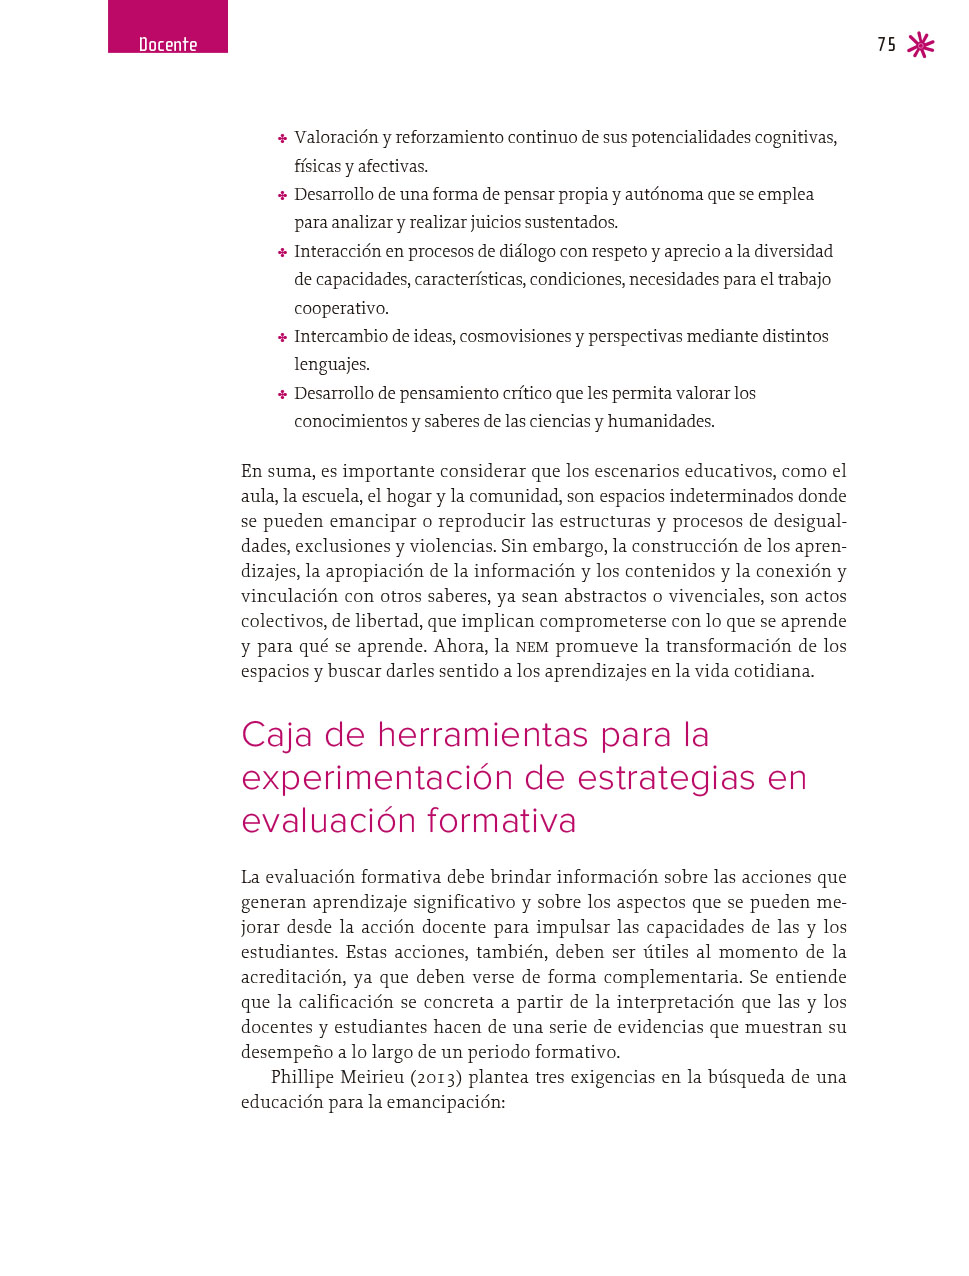 Docente
75
Valoración y reforzamiento continuo de sus potencialidades cognitivas,
físicas y afectivas.
Desarrollo de una forma de pensar propia y autónoma que se emplea
para analizar y realizar juicios sustentados.
Interacción en procesos de diálogo con respeto y aprecio a la diversidad
de capacidades, características, condiciones, necesidades para el trabajo
cooperativo.
Intercambio de ideas, cosmovisiones y perspectivas mediante distintos
lenguajes.
Desarrollo de pensamiento crítico que les permita valorar los
conocimientos y saberes de las ciencias y humanidades.
En suma, es importante considerar que los escenarios educativos, como el
aula, la escuela, el hogar y la comunidad, son espacios indeterminados donde
se pueden emancipar o reproducir las estructuras y procesos de desigual-
dades, exclusiones y violencias. Sin embargo, la construcción de los apren-
dizajes, la apropiación de la información y los contenidos y la conexión y
vinculación con otros saberes, ya sean abstractos o vivenciales, son actos
colectivos, de libertad, que implican comprometerse con lo que se aprende
y para qué se aprende. Ahora, la NEM promueve la transformación de los
espacios y buscar darles sentido a los aprendizajes en la vida cotidiana.
Caja de herramientas para la
experimentación de estrategias en
evaluación formativa
La evaluación formativa debe brindar información sobre las acciones que
generan aprendizaje significativo y sobre los aspectos que se pueden me-
jorar desde la acción docente para impulsar las capacidades de las y los
estudiantes. Estas acciones, también, deben ser útiles al momento de la
acreditación, ya que deben verse de forma complementaria. Se entiende
que la calificación se concreta a partir de la interpretación que las y los
docentes y estudiantes hacen de una serie de evidencias que muestran su
desempeño a lo largo de un periodo formativo.
Phillipe Meirieu (2013) plantea tres exigencias en la búsqueda de una
educación para la emancipación: